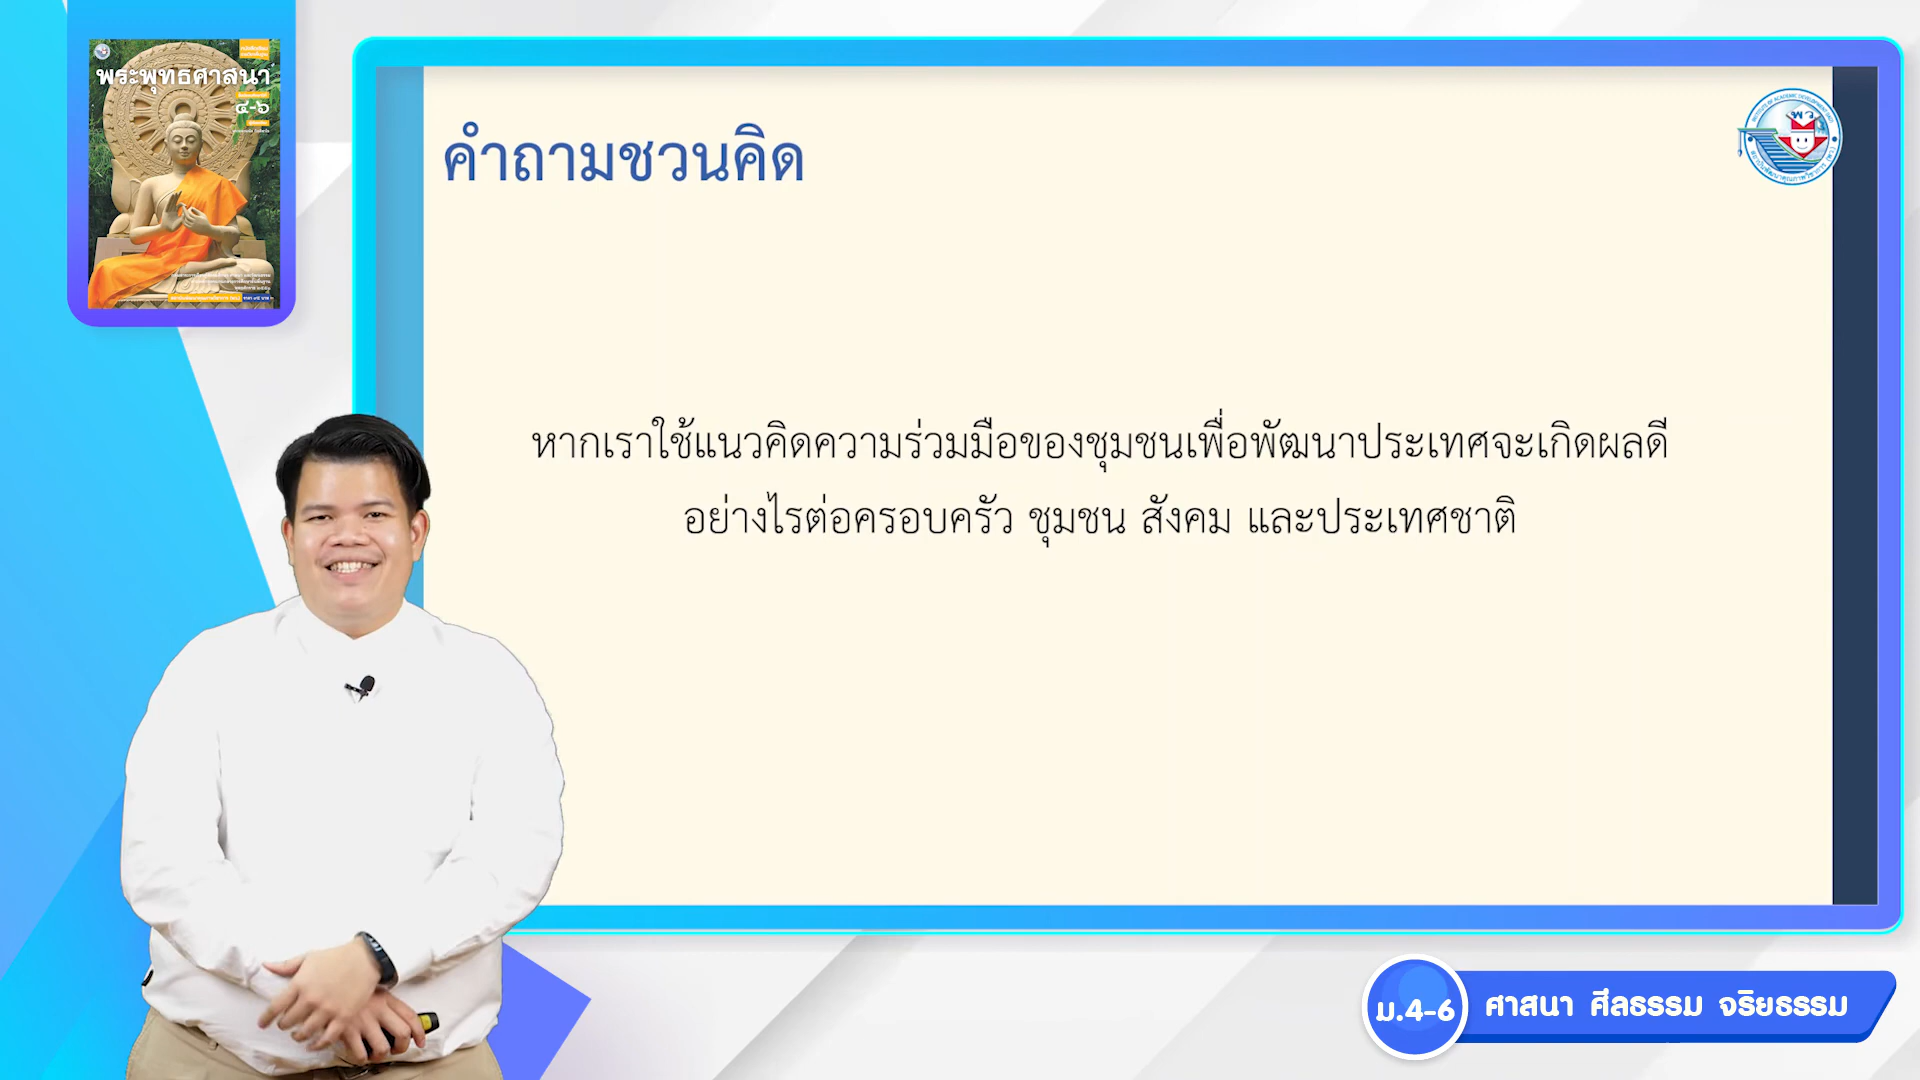 พระพุทธศาสนา
๔-๖
คำถามชวนคิด
พว
หากเราใช้แนวคิดความร่วมมือของชุมชนเพื่อพัฒนาประเทศจะเกิดผลดี
อย่างไรต่อครอบครัว ชุมชน สังคม และประเทศชาติ
ม.4-6
ศาสนา ศีลธรรม จริยธรรม